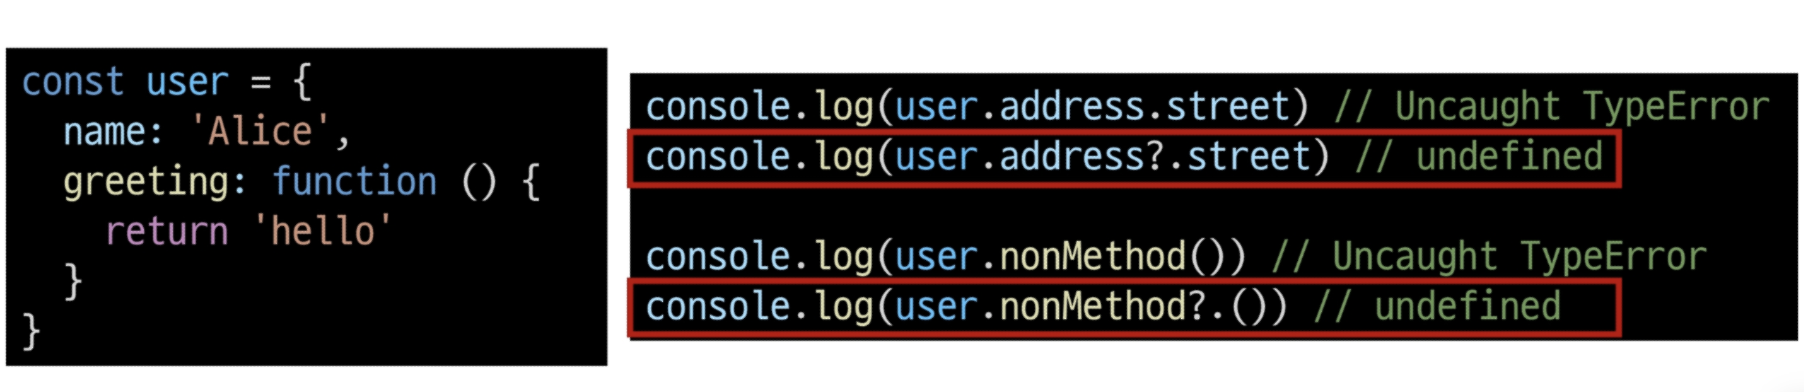 const user = {
  name: 'Alice',
  greeting: function () {
    return 'hello'
  }
}
console.log(user.address.street) // Uncaught TypeError
console.log(user.address?.street) // undefined
console.log(user.nonMethod()) // Uncaught TypeError
console.log(user.nonMethod?.()) // undefined